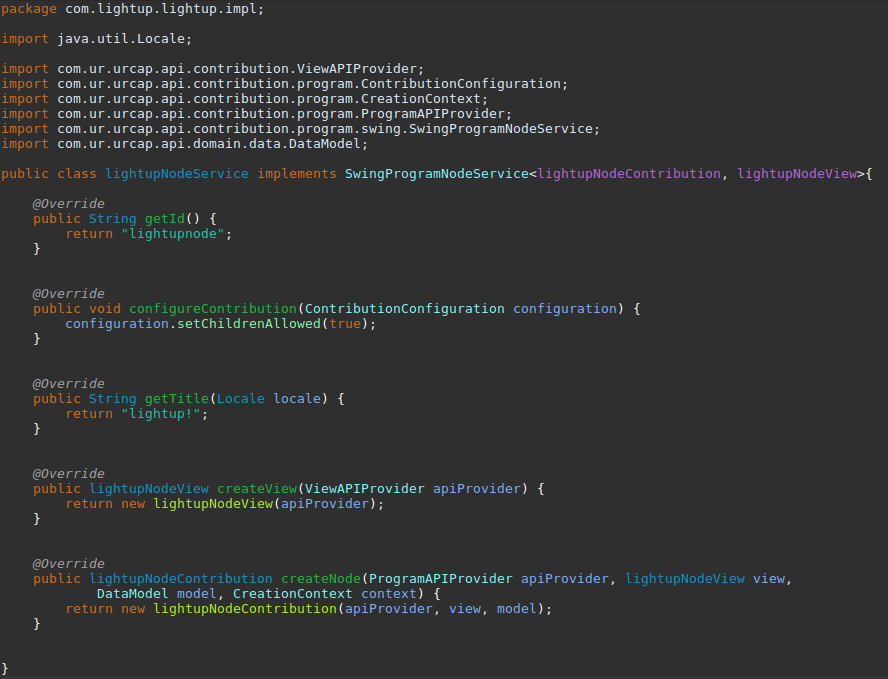 package com.lightup.lightup.impl;
import java.util.Locale;
import com.ur.urcap.api.contribution.ViewAPIProvider;
import com.ur.urcap.api.contribution.program.ContributionConfiguration;
import com.ur.urcap.api.contribution.program.CreationContext;
import com.ur.urcap.api.contribution.program.ProgramAPIProvider;
import com.ur.urcap.api.contribution.program.swing.SwingProgramNodeService;
import com.ur.urcap.api.domain.data.DataModel;
public class lightupNodeService implements SwingProgramNodeService<lightupNodeContribution, lightupNodeView>{
@Override
public String getId() {
return "lightupnode";
}
@Override
public void configureContribution(ContributionConfiguration configuration) {
configuration.setChildrenAllowed(true);
}
@Override
public String getTitle(Locale locale) {
return "lightup!";
}
@Override
public lightupNodeView createView(ViewAPIProvider apiProvider) {
return new lightupNodeView(apiProvider);
}
@Override
public lightupNodeContribution createNode(ProgramAPIProvider apiProvider, lightupNodeView view,
DataModel model, CreationContext context) {
return new lightupNodeContribution(apiProvider, view, model);
}
}